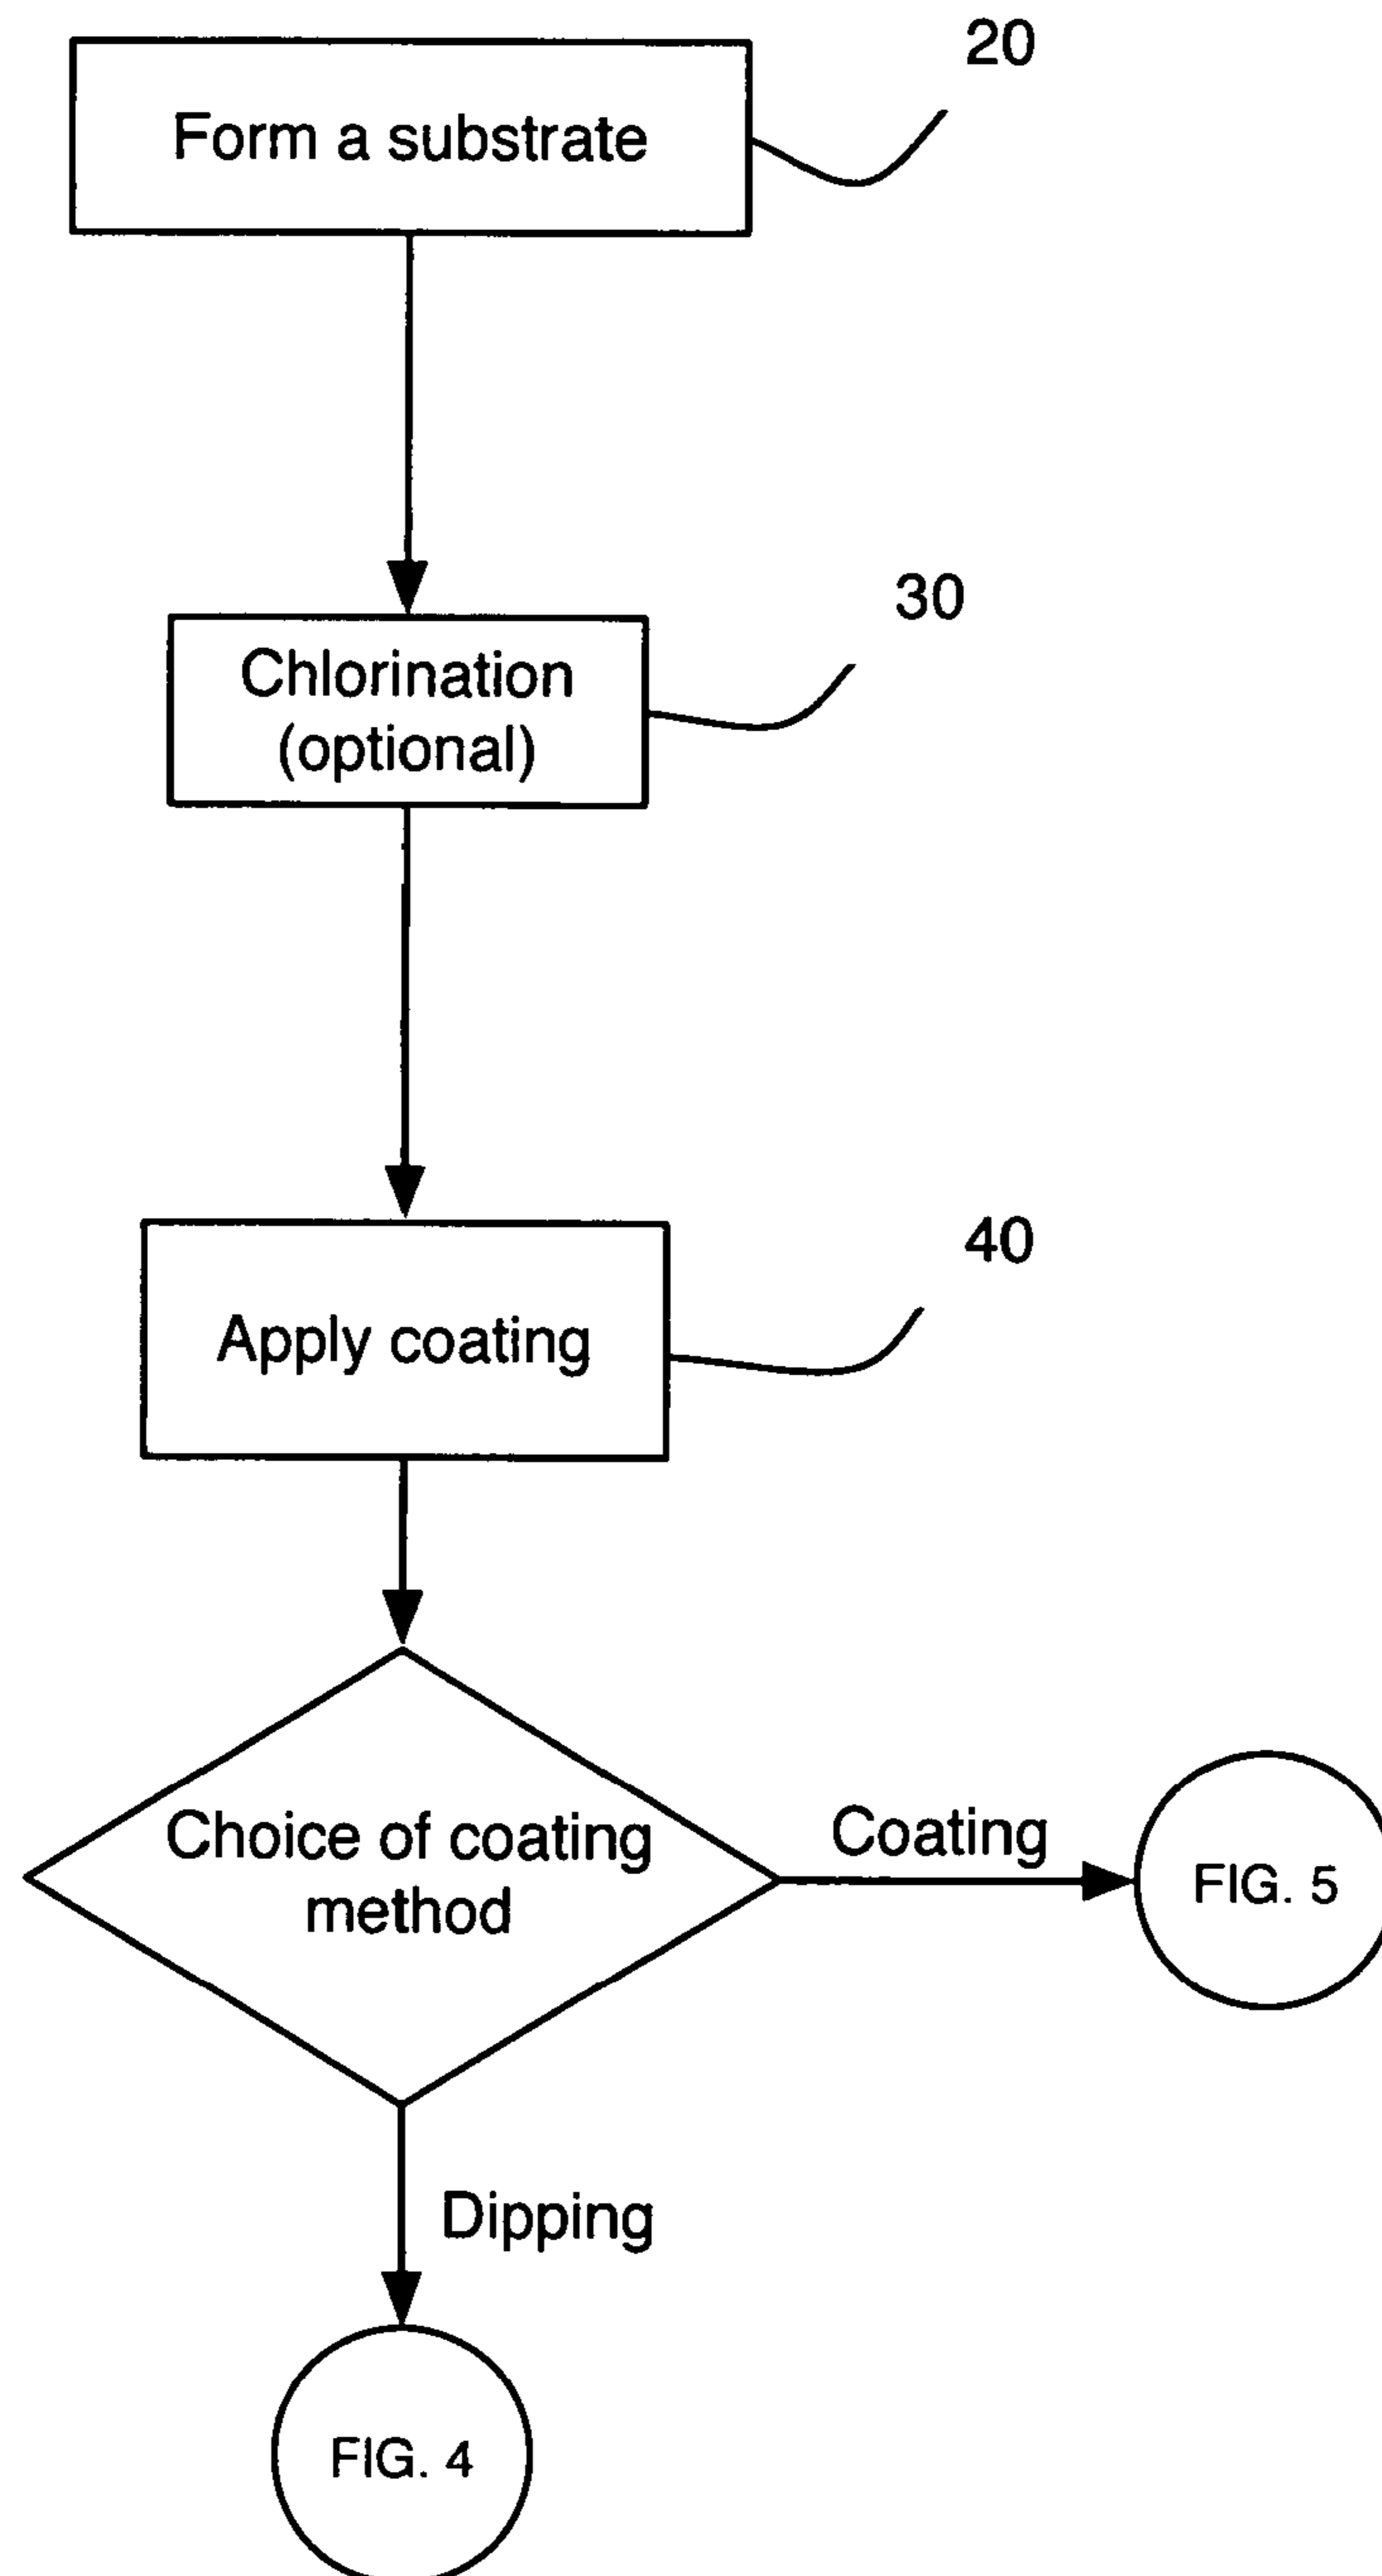 20
Form a substrate
30
Chlorination
(optional)
40
Apply coating
Choice of coating
method
Coating
FIG. 5
Dipping
FIG. 4